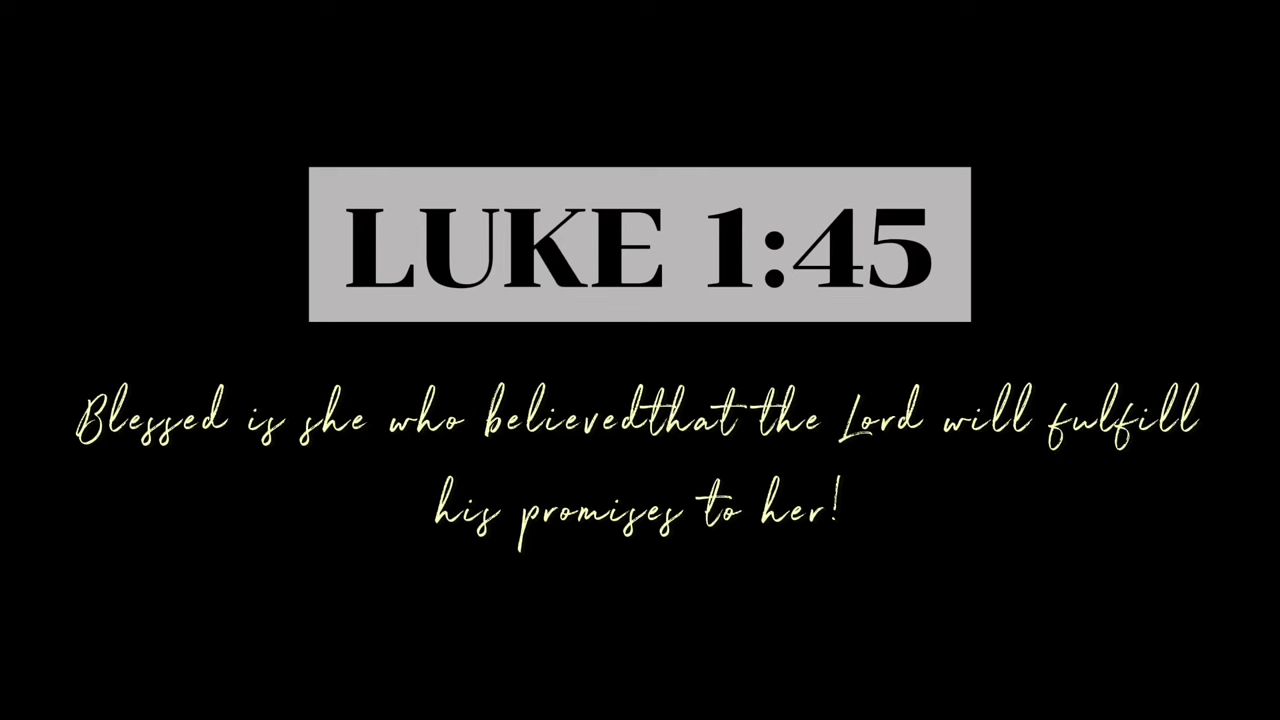 LUKE 1:45
Blessed is she who believedthat the Lord will fulfill
his promises to her!